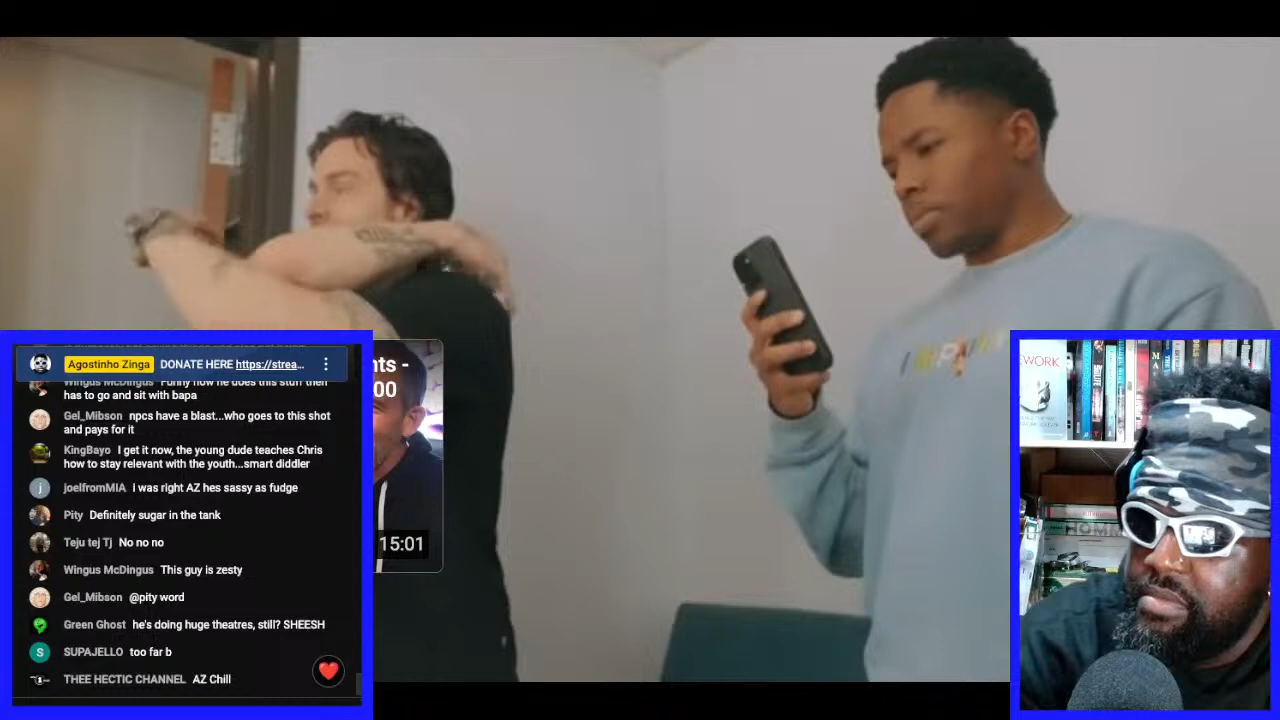 Agostinho Zinga DONATE HERE https://strea...
Wingus McDingus Funny how he does this stuff then
has to go and sit with bapa
Gel_Mibson npcs have a blast...who goes to this shot
and pays for it
KingBayo I get it now, the young dude teaches Chris
how to stay relevant with the youth...smart diddler
joelfromMIA i was right AZ hes sassy as fudge
Pity Definitely sugar in the tank
Teju tej Tj No no no
Wingus McDingus This guy is zesty
Gel_Mibson @pity word
Green Ghost he's doing huge theatres, still? SHEESH
SUPAJELLO too far b
THEE HECTIC CHANNEL AZ Chill
nts -
00
15:01
WORK